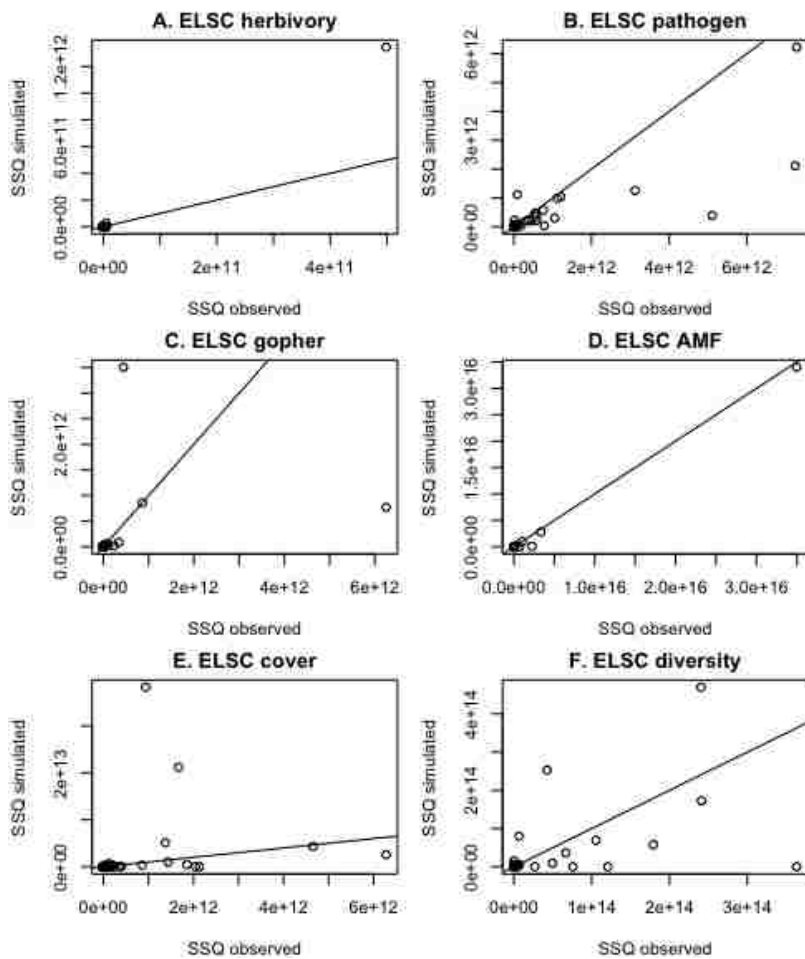 A. ELSC herbivory
SSQ simulated
0.0e+00 6.0e+11 1.2e+12
0e+00 2e+11 4e+11
SSQ observed
B. ELSC pathogen
SSQ simulated
0e+00 3e+12 6e+12
0e+00 2e+12 4e+12 6e+12
SSQ observed
C. ELSC gopher
SSQ simulated
0.0e+00 2.0e+12
0e+00 2e+12 4e+12 6e+12
SSQ observed
D. ELSC AMF
SSQ simulated
0.0e+00 1.5e+16 3.0e+16
0.0e+00 1.0e+16 2.0e+16 3.0e+16
SSQ observed
E. ELSC cover
SSQ simulated
0e+00 2e+13
0e+00 2e+12 4e+12 6e+12
SSQ observed
F. ELSC diversity
SSQ simulated
0e+00 2e+14 4e+14
0e+00 1e+14 2e+14 3e+14
SSQ observed